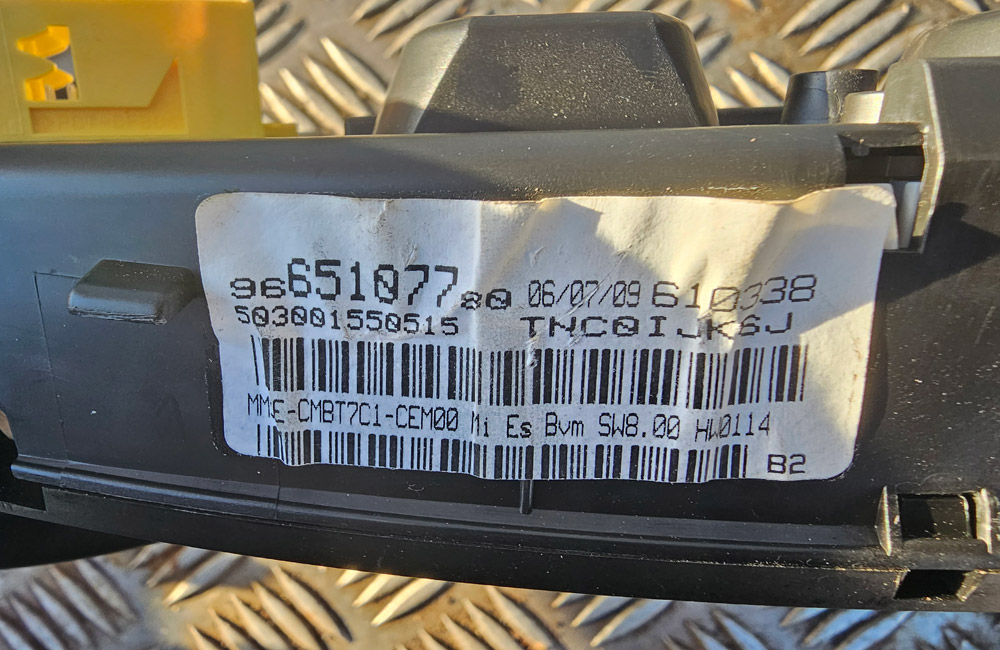 9665107780 06/07/09 610338
503001550515 TNC0IJK6J
MME-CMBT7C1-CEM00 Mi Es Bvm SW8.00 HW0114
B2